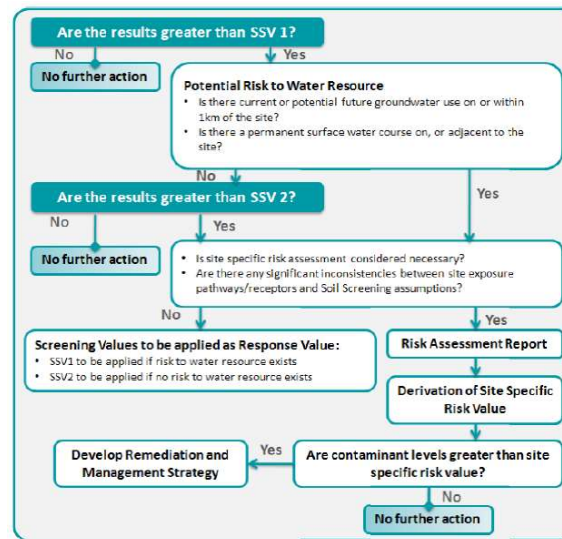 Are the results greater than SSV 1?
No
Yes
No further action
Potential Risk to Water Resource
• Is there current or potential future groundwater use on or within
1km of the site?
• Is there a permanent surface water course on, or adjacent to the
site?
No
Yes
Are the results greater than SSV 2?
No
Yes
No further action
• Is site specific risk assessment considered necessary?
• Are there any significant inconsistencies between site exposure
pathways/receptors and Soil Screening assumptions?
No
Yes
Screening Values to be applied as Response Value:
• SSV1 to be applied if risk to water resource exists
• SSV2 to be applied if no risk to water resource exists
Risk Assessment Report
Derivation of Site Specific
Risk Value
Are contaminant levels greater than site
specific risk value?
Yes
Develop Remediation and
Management Strategy
No
No further action